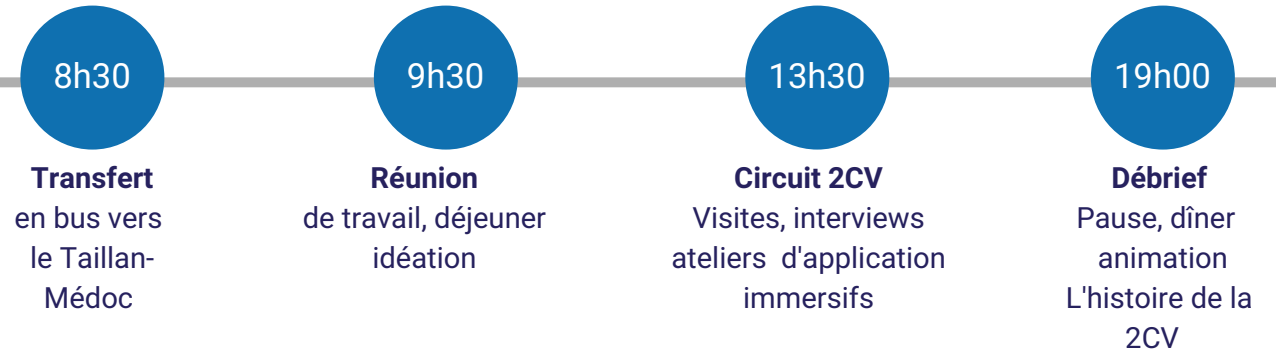 8h30
Transfert
en bus vers
le Taillan-
Médoc
9h30
Réunion
de travail, déjeuner
idéation
13h30
Circuit 2CV
Visites, interviews
ateliers d'application
immersifs
19h00
Débrief
Pause, dîner
animation
L'histoire de la
2CV